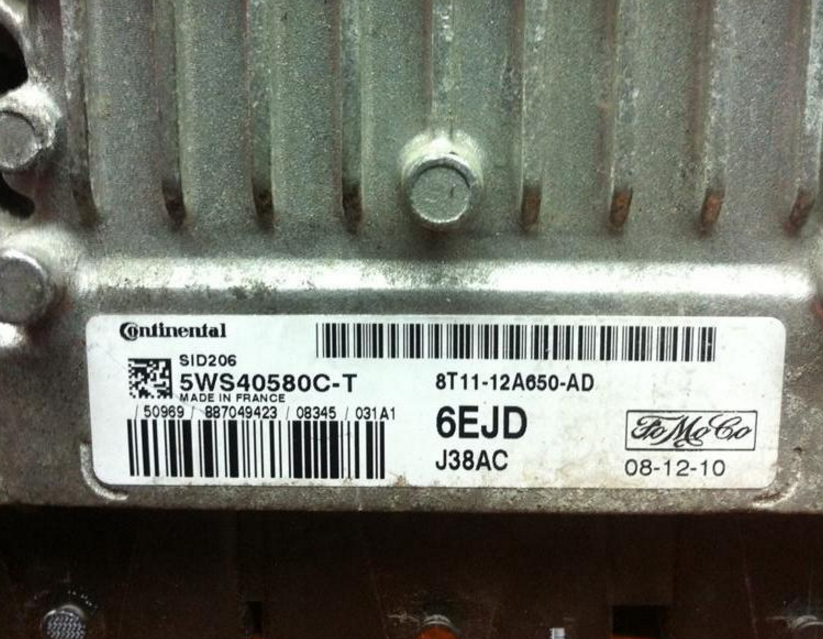 Continental
SID206
5WS40580C-T
MADE IN FRANCE
/ 50969 / 887049423 / 08345 / 031A1
8T11-12A650-AD
6EJD
J38AC
FoMoCo
08-12-10